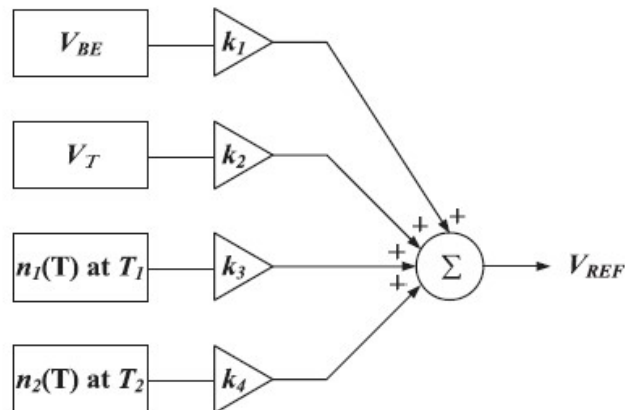 V_BE k_1
V_T k_2
+ +
n_1(T) at T_1 k_3 + Σ V_REF
+
n_2(T) at T_2 k_4